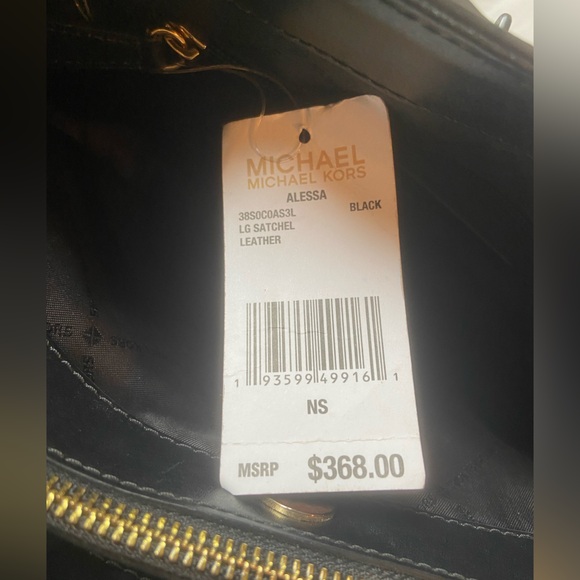 MICHAEL
MICHAEL KORS
ALESSA
38S0C0AS3L BLACK
LG SATCHEL
LEATHER
1 93599 49916 1
NS
MSRP $368.00